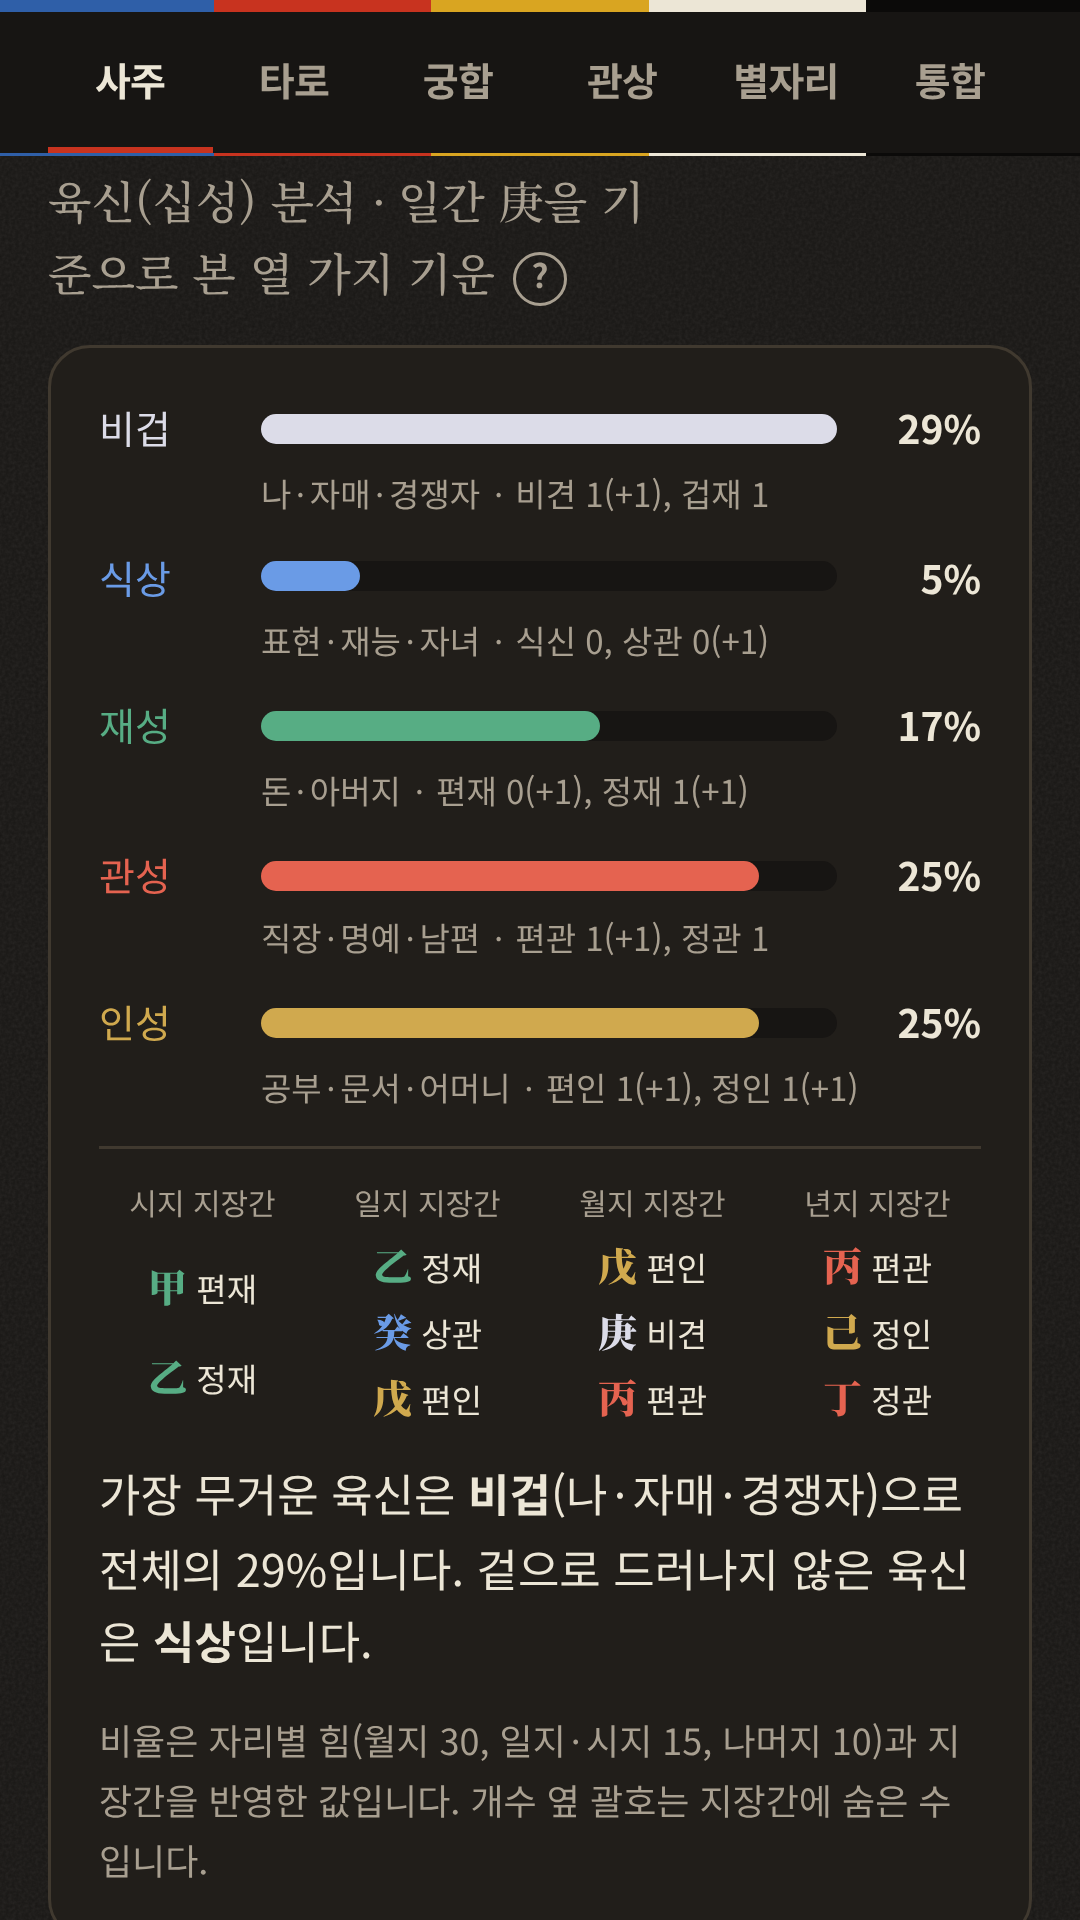 사주 타로 궁합 관상 별자리 통합
육신(십성) 분석 · 일간 庚을 기
준으로 본 열 가지 기운 ?
비겁 29%
나·자매·경쟁자 · 비견 1(+1), 겁재 1
식상 5%
표현·재능·자녀 · 식신 0, 상관 0(+1)
재성 17%
돈·아버지 · 편재 0(+1), 정재 1(+1)
관성 25%
직장·명예·남편 · 편관 1(+1), 정관 1
인성 25%
공부·문서·어머니 · 편인 1(+1), 정인 1(+1)
시지 지장간
甲 편재
乙 정재
일지 지장간
乙 정재
癸 상관
戊 편인
월지 지장간
戊 편인
庚 비견
丙 편관
년지 지장간
丙 편관
己 정인
丁 정관
가장 무거운 육신은 비겁(나·자매·경쟁자)으로
전체의 29%입니다. 겉으로 드러나지 않은 육신
은 식상입니다.
비율은 자리별 힘(월지 30, 일지·시지 15, 나머지 10)과 지
장간을 반영한 값입니다. 개수 옆 괄호는 지장간에 숨은 수
입니다.